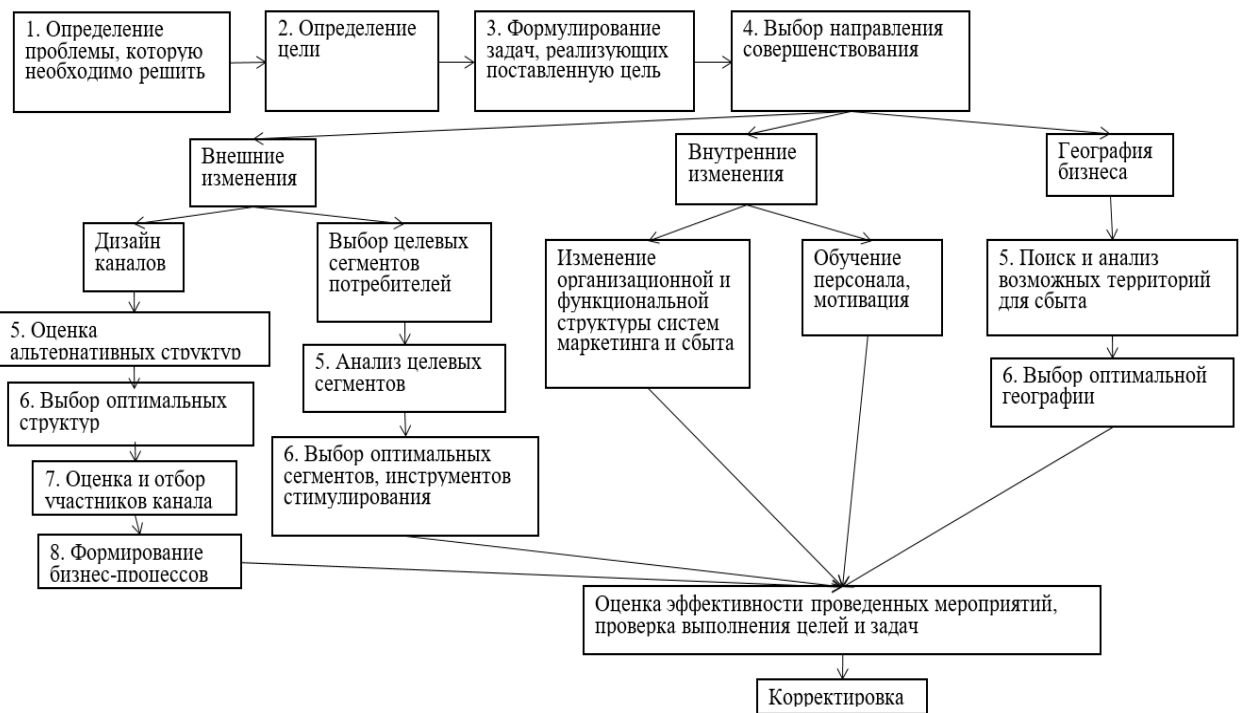 1. Определение
проблемы, которую
необходимо решить
2. Определение
цели
3. Формулирование
задач, реализующих
поставленную цель
4. Выбор направления
совершенствования
Внешние
изменения
Внутренние
изменения
География
бизнеса
Дизайн
каналов
Выбор целевых
сегментов
потребителей
Изменение
организационной и
функциональной
структуры систем
маркетинга и сбыта
Обучение
персонала,
мотивация
5. Поиск и анализ
возможных территорий
для сбыта
5. Оценка
альтернативных структур
5. Анализ целевых
сегментов
6. Выбор оптимальной
географии
6. Выбор оптимальных
структур
6. Выбор оптимальных
сегментов, инструментов
стимулирования
7. Оценка и отбор
участников канала
8. Формирование
бизнес-процессов
Оценка эффективности проведенных мероприятий,
проверка выполнения целей и задач
Корректировка